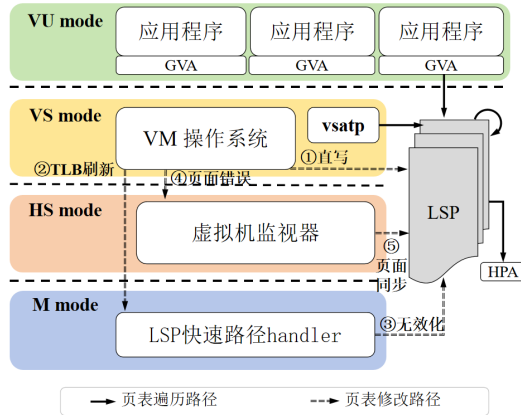 VU mode
应用程序
应用程序
应用程序
GVA
GVA
GVA
VS mode
VM 操作系统
vsatp
①直写
②TLB刷新
④页面错误
HS mode
虚拟机监视器
LSP
⑤
页面
同步
HPA
M mode
LSP快速路径handler
③无效化
页表遍历路径
页表修改路径